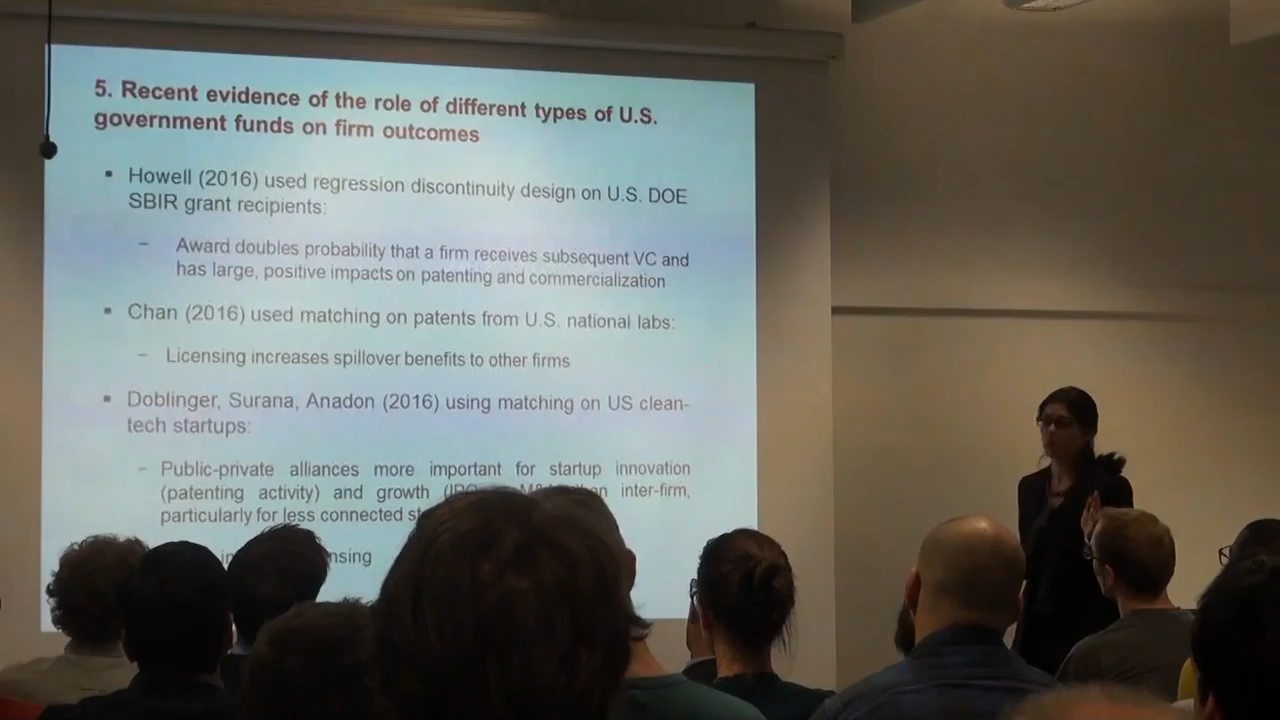 5. Recent evidence of the role of different types of U.S.
government funds on firm outcomes
▪ Howell (2016) used regression discontinuity design on U.S. DOE
SBIR grant recipients:
– Award doubles probability that a firm receives subsequent VC and
has large, positive impacts on patenting and commercialization
▪ Chan (2016) used matching on patents from U.S. national labs:
– Licensing increases spillover benefits to other firms
▪ Doblinger, Surana, Anadon (2016) using matching on US clean-
tech startups:
– Public-private alliances more important for startup innovation
(patenting activity) and growth inter-firm,
particularly for less connected